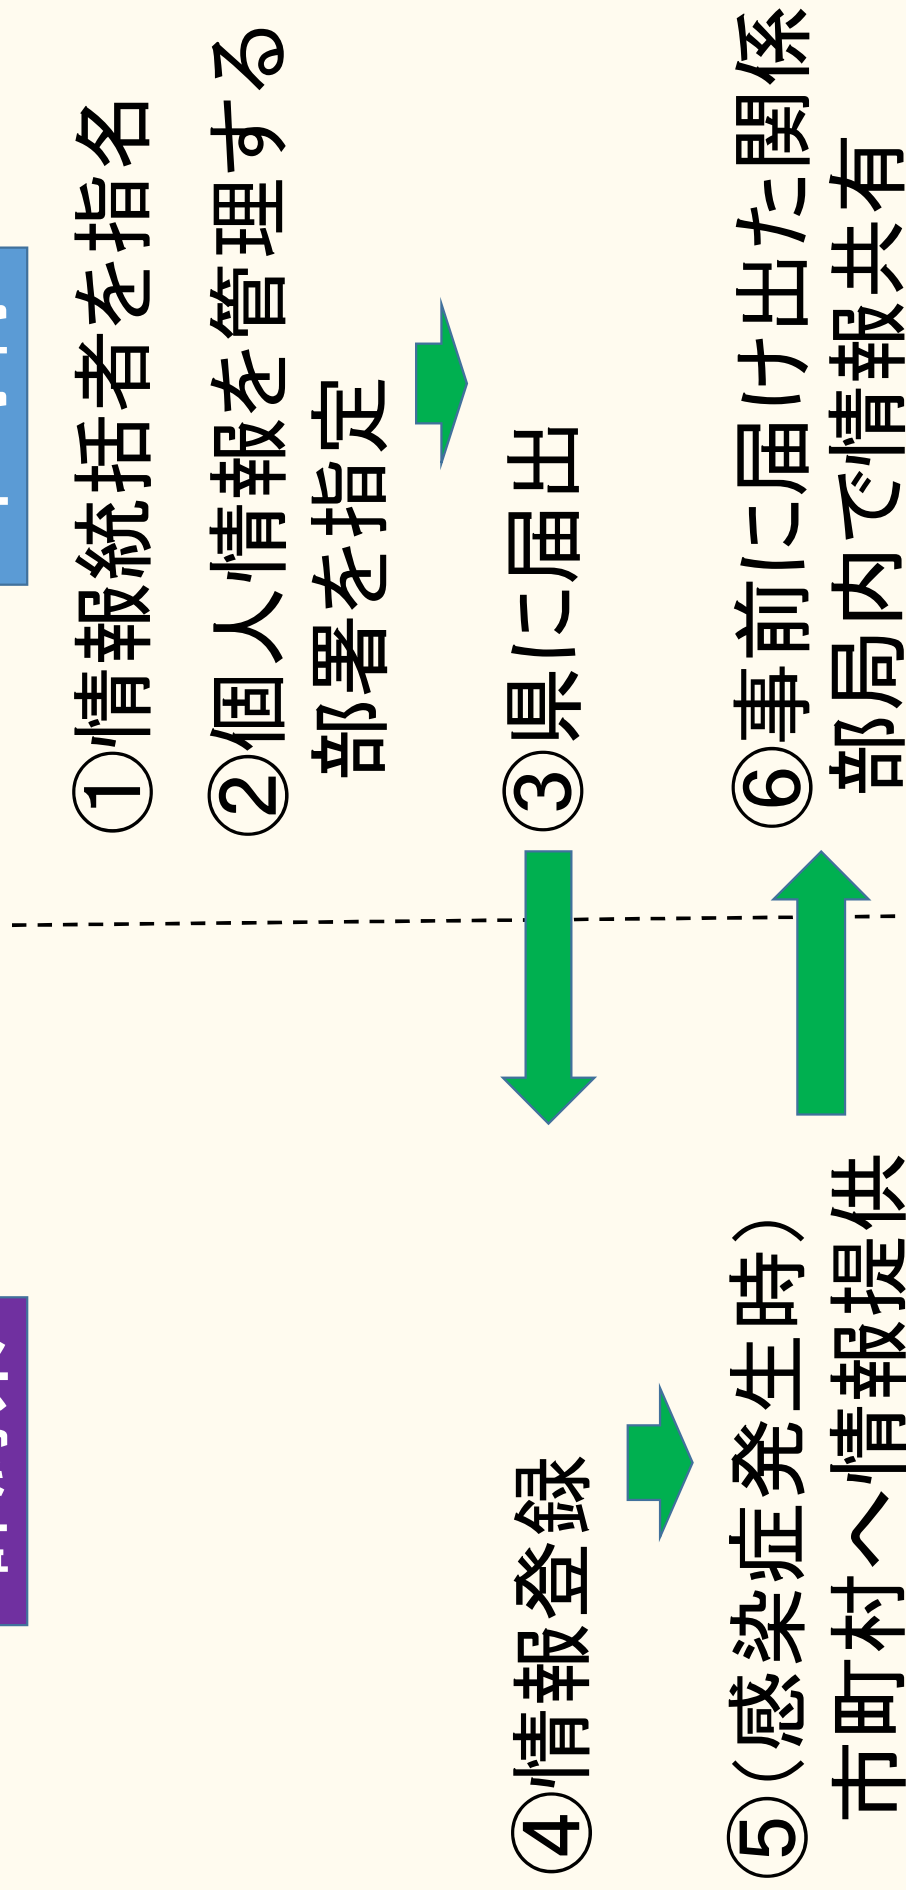 ①情報統括者を指名
②個人情報を管理する
部署を指定
③県に届出
④情報登録
⑤(感染症発生時)
市町村へ情報提供
⑥事前に届け出た関係
部局内で情報共有